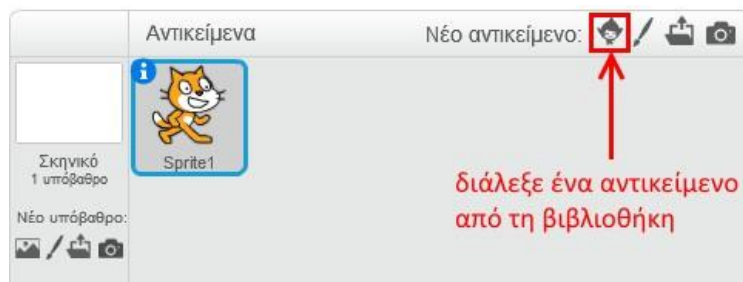 Αντικείμενα
Νέο αντικείμενο:
Sprite1
Σκηνικό
1 υπόβαθρο
Νέο υπόβαθρο:
διάλεξε ένα αντικείμενο
από τη βιβλιοθήκη